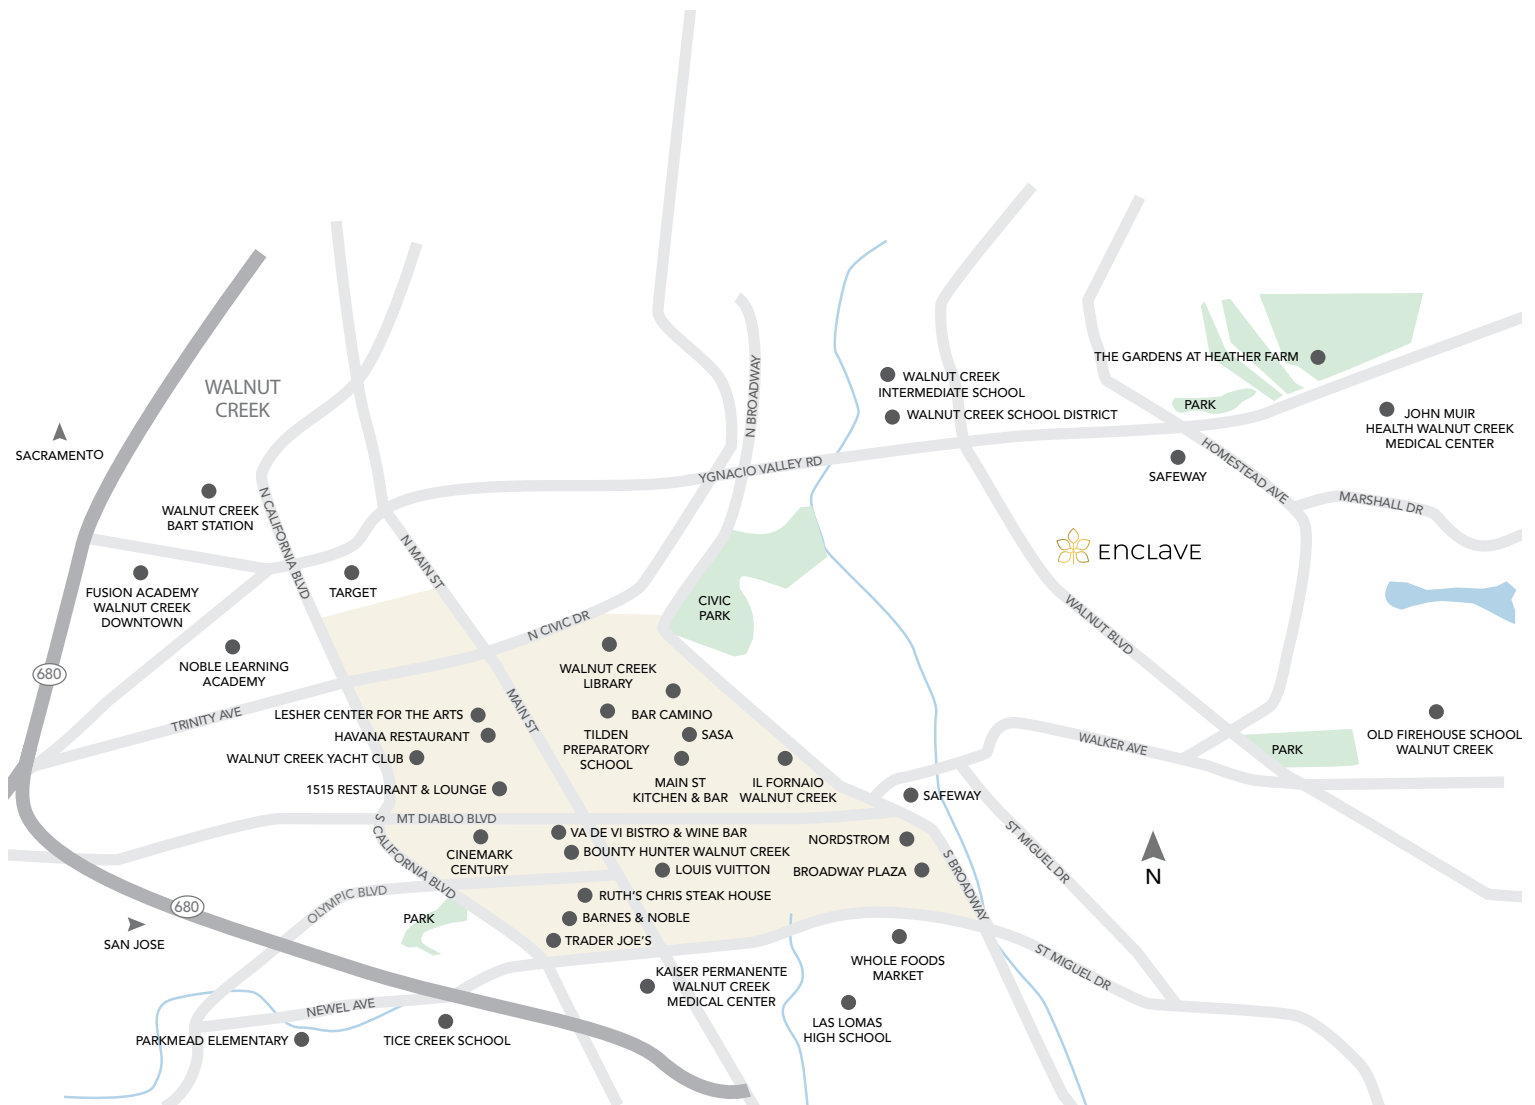 N BROADWAY
WALNUT
CREEK
THE GARDENS AT HEATHER FARM
WALNUT CREEK
INTERMEDIATE SCHOOL
WALNUT CREEK SCHOOL DISTRICT
PARK
JOHN MUIR
HEALTH WALNUT CREEK
MEDICAL CENTER
SACRAMENTO
YGNACIO VALLEY RD
HOMESTEAD AVE
SAFEWAY
MARSHALL DR
WALNUT CREEK
BART STATION
N CALIFORNIA BLVD
N MAIN ST
ENCLAVE
FUSION ACADEMY
WALNUT CREEK
DOWNTOWN
TARGET
CIVIC
PARK
WALNUT BLVD
N CIVIC DR
680
NOBLE LEARNING
ACADEMY
WALNUT CREEK
LIBRARY
TRINITY AVE
MAIN ST
LESHER CENTER FOR THE ARTS
BAR CAMINO
HAVANA RESTAURANT
TILDEN
PREPARATORY
SCHOOL
SASA
WALNUT CREEK YACHT CLUB
WALKER AVE
PARK
OLD FIREHOUSE SCHOOL
WALNUT CREEK
MAIN ST
KITCHEN & BAR
IL FORNAIO
WALNUT CREEK
1515 RESTAURANT & LOUNGE
SAFEWAY
MT DIABLO BLVD
S CALIFORNIA BLVD
VA DE VI BISTRO & WINE BAR
NORDSTROM
ST MIGUEL DR
CINEMARK
CENTURY
BOUNTY HUNTER WALNUT CREEK
LOUIS VUITTON
BROADWAY PLAZA
S BROADWAY
N
OLYMPIC BLVD
RUTH'S CHRIS STEAK HOUSE
680
PARK
BARNES & NOBLE
SAN JOSE
TRADER JOE'S
WHOLE FOODS
MARKET
ST MIGUEL DR
KAISER PERMANENTE
WALNUT CREEK
MEDICAL CENTER
NEWEL AVE
LAS LOMAS
HIGH SCHOOL
PARKMEAD ELEMENTARY
TICE CREEK SCHOOL